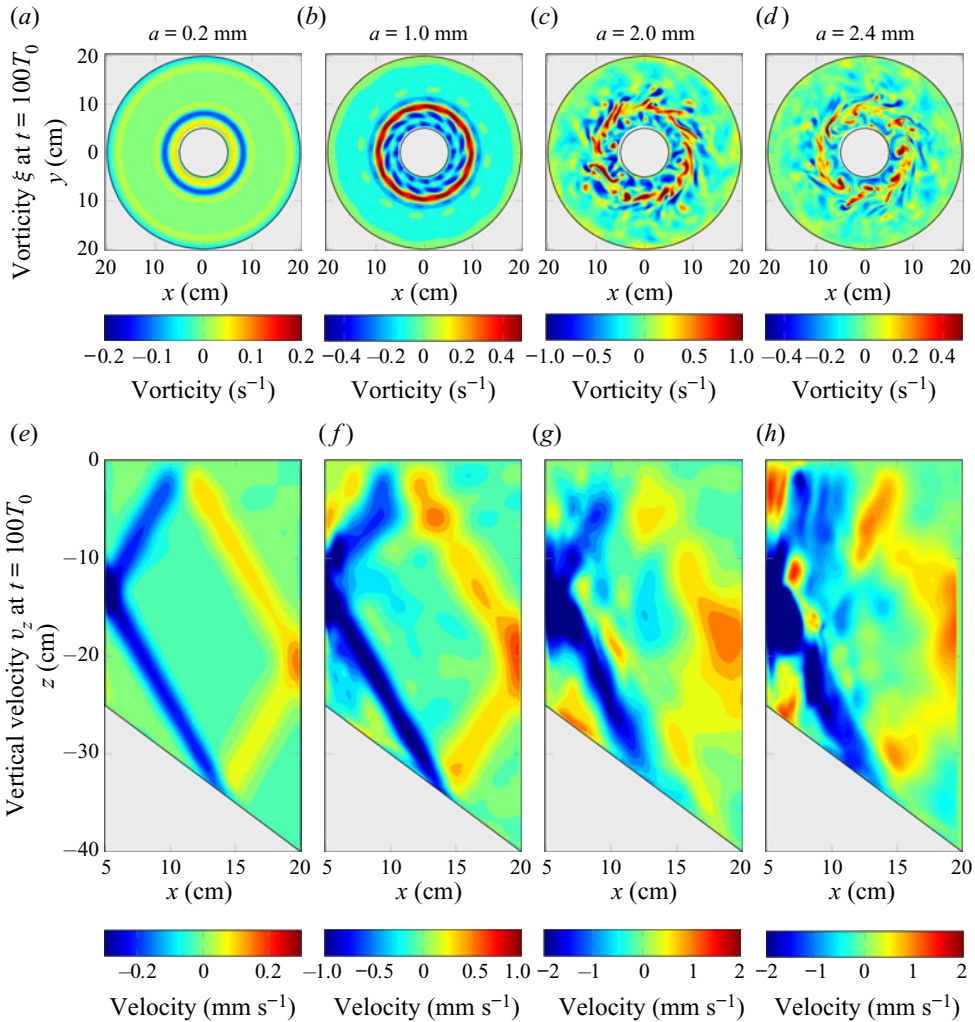 (a) (b) (c) (d)
a = 0.2 mm a = 1.0 mm a = 2.0 mm a = 2.4 mm
Vorticity ξ at t = 100T0
y (cm)
20
10
0
10
20
20 10 0 10 20 20 10 0 10 20 20 10 0 10 20 20 10 0 10 20
x (cm) x (cm) x (cm) x (cm)
−0.2 −0.1 0 0.1 0.2 −0.4 −0.2 0 0.2 0.4 −1.0 −0.5 0 0.5 1.0 −0.4 −0.2 0 0.2 0.4
Vorticity (s−1) Vorticity (s−1) Vorticity (s−1) Vorticity (s−1)
(e) (f) (g) (h)
Vertical velocity vz at t = 100T0
z (cm)
0
−10
−20
−30
−40
5 10 15 20 5 10 15 20 5 10 15 20 5 10 15 20
x (cm) x (cm) x (cm) x (cm)
−0.2 0 0.2 −1.0 −0.5 0 0.5 1.0 −2 −1 0 1 2 −2 −1 0 1 2
Velocity (mm s−1) Velocity (mm s−1) Velocity (mm s−1) Velocity (mm s−1)